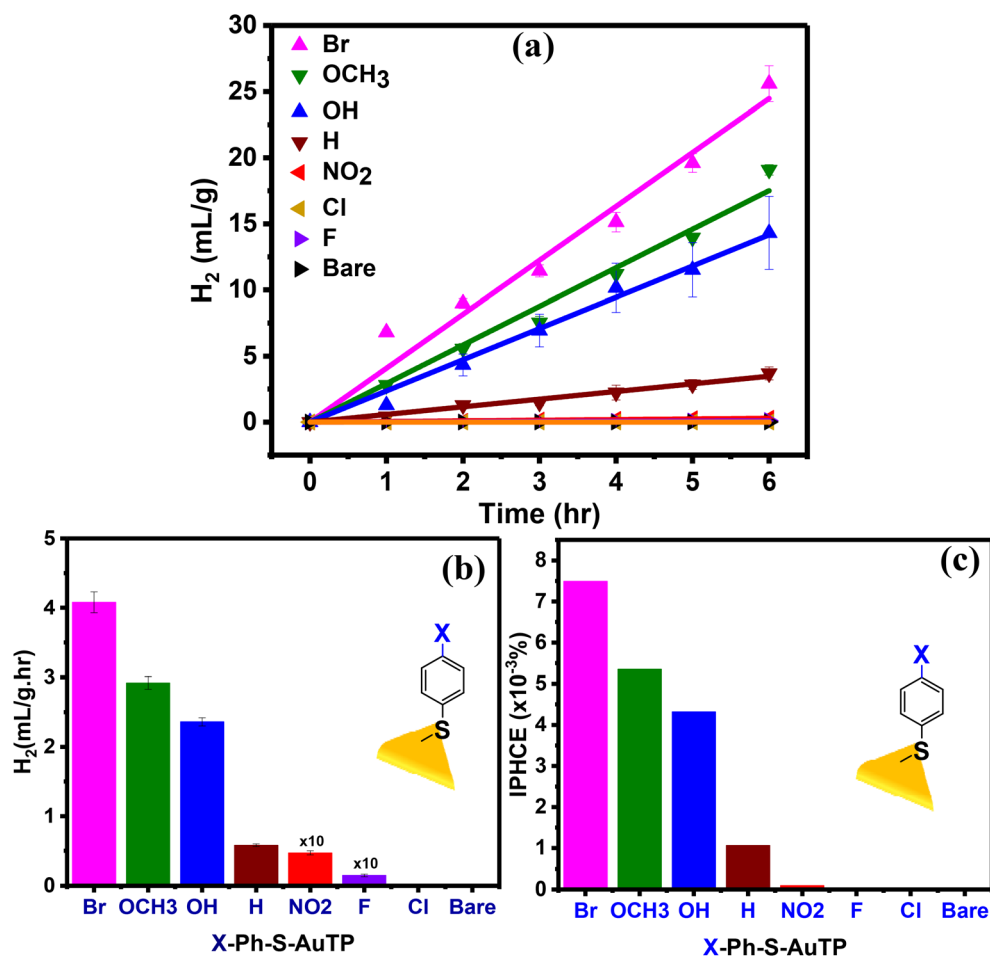 (a)
30
25
20
15
10
5
0
H2 (mL/g)
Br
OCH3
OH
H
NO2
Cl
F
Bare
0 1 2 3 4 5 6
Time (hr)
(b)
5
4
3
2
1
0
H2(mL/g.hr)
X
S
x10
x10
Br OCH3 OH H NO2 F Cl Bare
X-Ph-S-AuTP
(c)
8
7
6
5
4
3
2
1
0
IPHCE (x10-3%)
X
S
Br OCH3 OH H NO2 F Cl Bare
X-Ph-S-AuTP